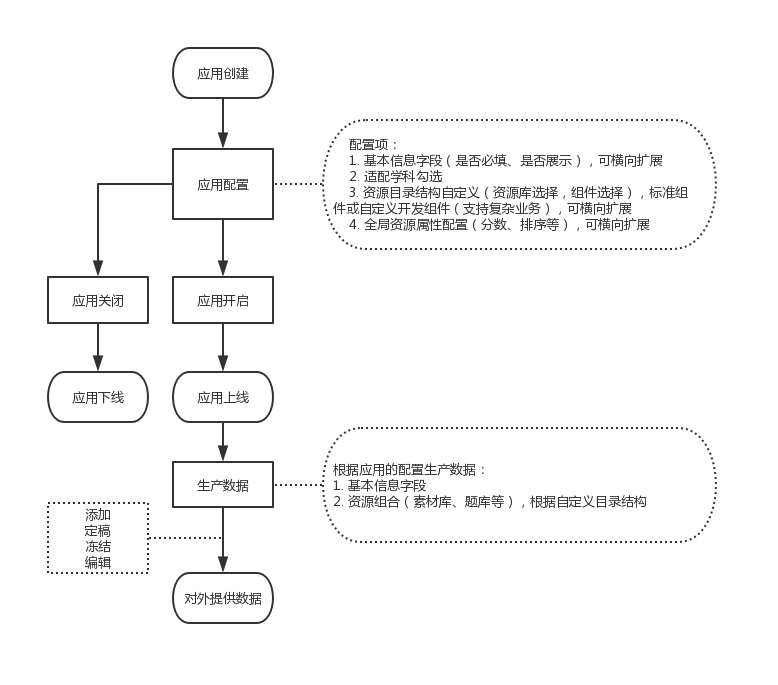 应用创建
应用配置
配置项：
1. 基本信息字段（是否必填、是否展示），可横向扩展
2. 适配学科勾选
3. 资源目录结构自定义（资源库选择，组件选择），标准组
件或自定义开发组件（支持复杂业务），可横向扩展
4. 全局资源属性配置（分数、排序等），可横向扩展
应用关闭
应用开启
应用下线
应用上线
生产数据
根据应用的配置生产数据：
1. 基本信息字段
2. 资源组合（素材库、题库等），根据自定义目录结构
添加
定稿
冻结
编辑
对外提供数据